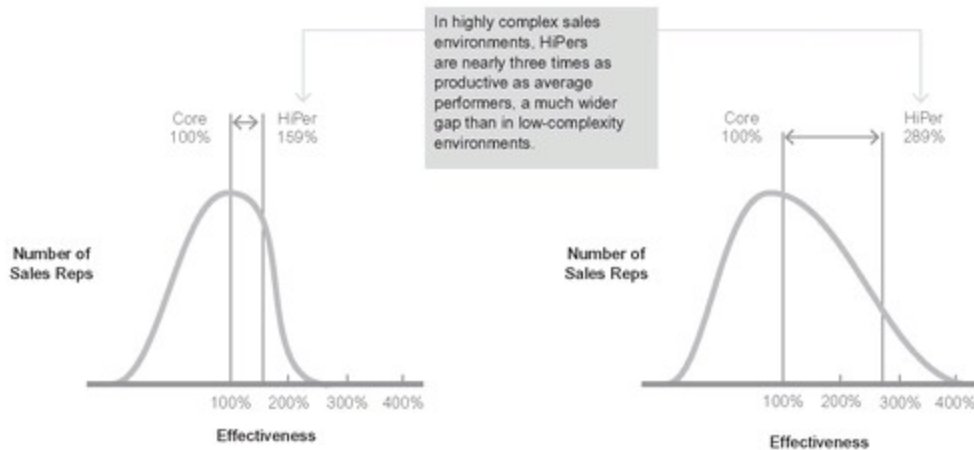 In highly complex sales
environments, HiPers
are nearly three times as
productive as average
performers, a much wider
gap than in low-complexity
environments.
Core
100%
HiPer
159%
Number of
Sales Reps
100%
200%
300%
400%
Effectiveness
Core
100%
HiPer
289%
Number of
Sales Reps
100%
200%
300%
400%
Effectiveness